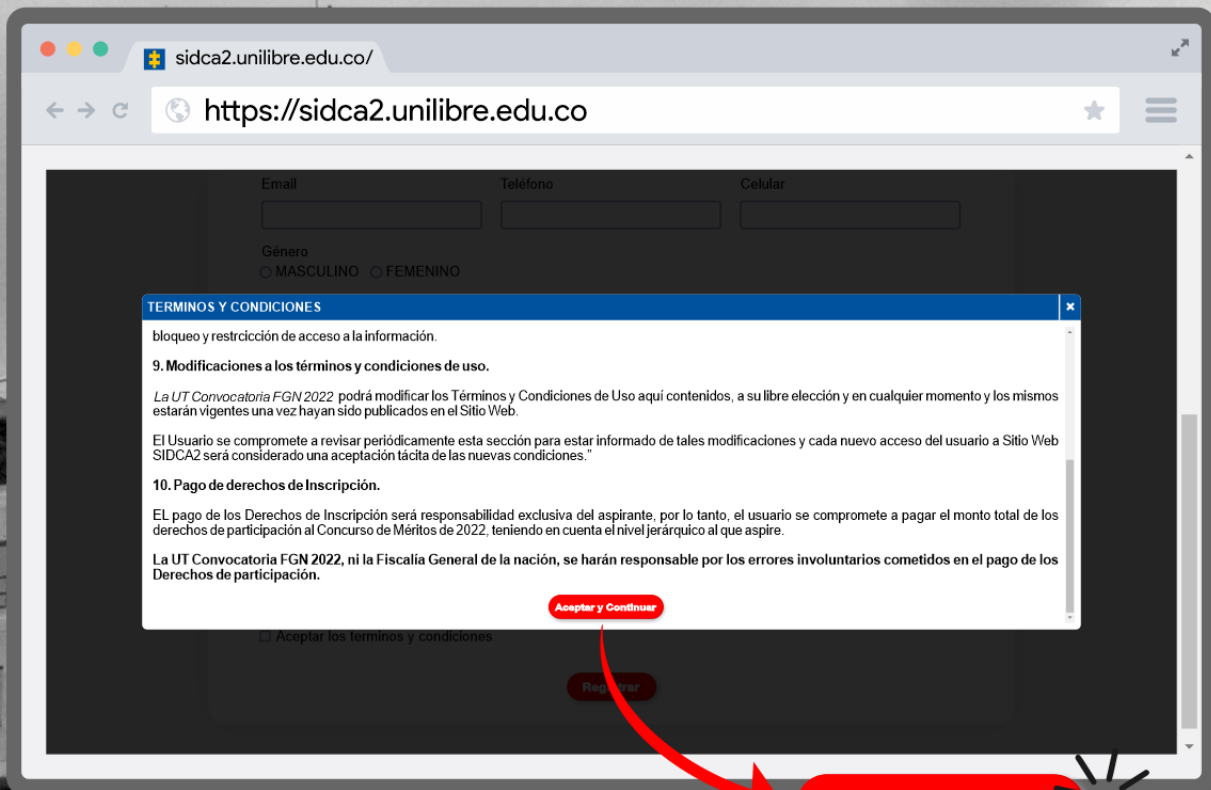 sidca2.unilibre.edu.co/
https://sidca2.unilibre.edu.co
Email Teléfono Celular
Género
MASCULINO FEMENINO
TERMINOS Y CONDICIONES
bloqueo y restrcicción de acceso a la información.
9. Modificaciones a los términos y condiciones de uso.
La UT Convocatoria FGN 2022 podrá modificar los Términos y Condiciones de Uso aquí contenidos, a su libre elección y en cualquier momento y los mismos
estarán vigentes una vez hayan sido publicados en el Sitio Web.
El Usuario se compromete a revisar periódicamente esta sección para estar informado de tales modificaciones y cada nuevo acceso del usuario a Sitio Web
SIDCA2 será considerado una aceptación tácita de las nuevas condiciones.”
10. Pago de derechos de Inscripción.
EL pago de los Derechos de Inscripción será responsabilidad exclusiva del aspirante, por lo tanto, el usuario se compromete a pagar el monto total de los
derechos de participación al Concurso de Méritos de 2022, teniendo en cuenta el nivel jerárquico al que aspire.
La UT Convocatoria FGN 2022, ni la Fiscalía General de la nación, se harán responsable por los errores involuntarios cometidos en el pago de los
Derechos de participación.
Aceptar y Continuar
Aceptar los terminos y condiciones
Registrar